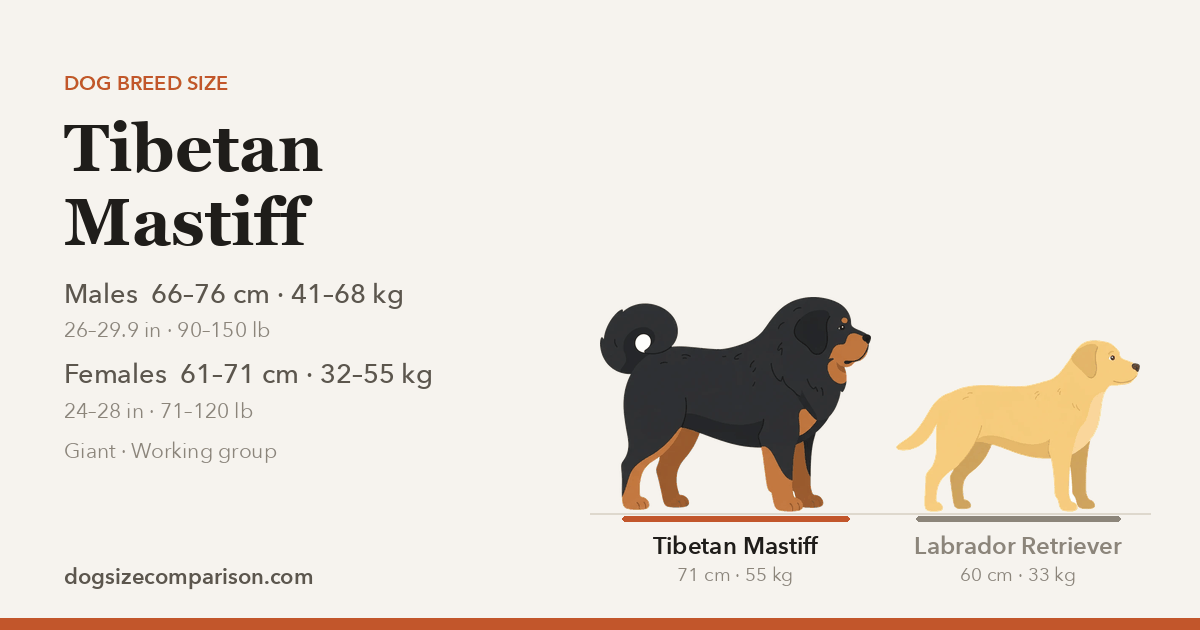 DOG BREED SIZE
Tibetan
Mastiff
Males 66–76 cm · 41–68 kg
26–29.9 in · 90–150 lb
Females 61–71 cm · 32–55 kg
24–28 in · 71–120 lb
Giant · Working group
dogsizecomparison.com
Tibetan Mastiff
71 cm · 55 kg
Labrador Retriever
60 cm · 33 kg